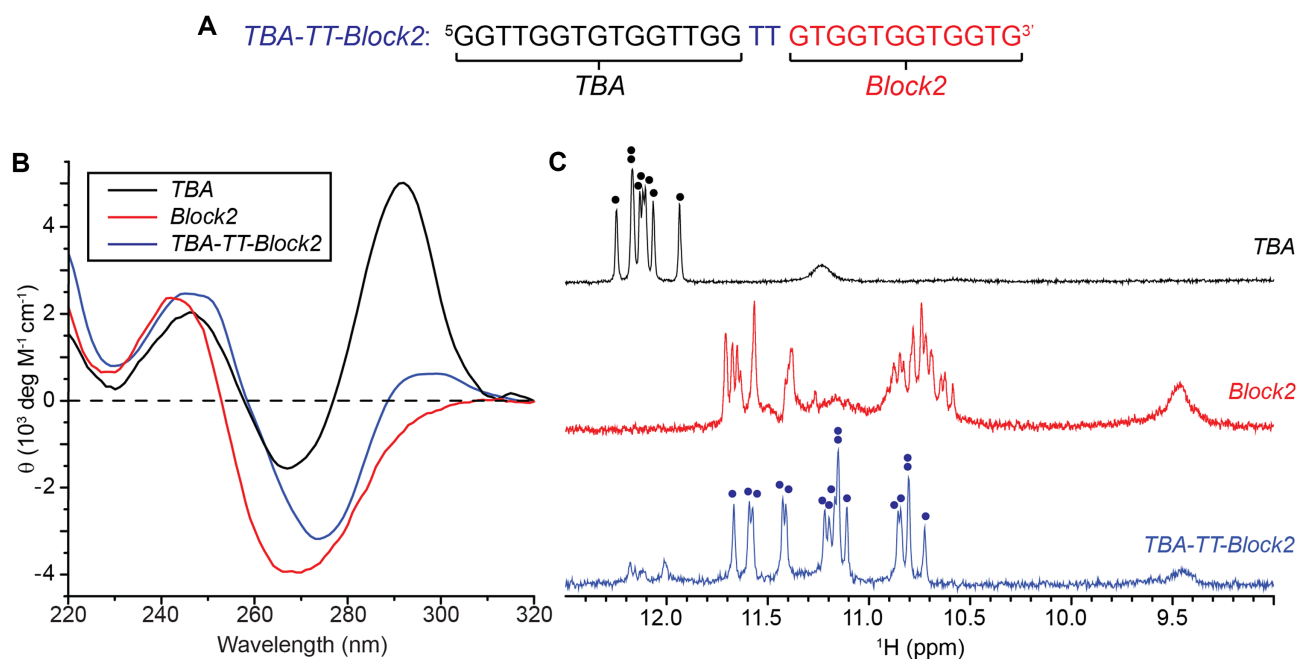 A TBA-TT-Block2: 5'GGTTGGTGTGGTTGG TT GTGGTGGTGGTG3'
TBA Block2
B
TBA
Block2
TBA-TT-Block2
4
2
0
-2
-4
θ (10³ deg M⁻¹ cm⁻¹)
220 240 260 280 300 320
Wavelength (nm)
C
TBA
Block2
TBA-TT-Block2
12.0 11.5 11.0 10.5 10.0 9.5
¹H (ppm)